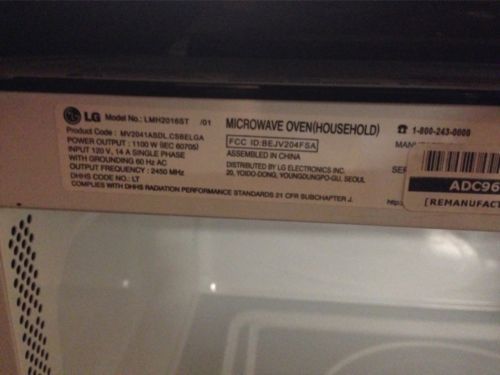 LG Model No.: LMH2016ST /01
Product Code : MV2041ASDL.CSBELGA
POWER OUTPUT : 1100 W (IEC 60705)
INPUT 120 V, 14 A SINGLE PHASE
WITH GROUNDING 60 Hz AC
OUTPUT FREQUENCY : 2450 MHz
DHHS CODE NO.: LT
COMPLIES WITH DHHS RADIATION PERFORMANCE STANDARDS 21 CFR SUBCHAPTER J.
MICROWAVE OVEN(HOUSEHOLD)
FCC ID:BEJV204FSA
ASSEMBLED IN CHINA
DISTRIBUTED BY LG ELECTRONICS INC.
20, YOIDO-DONG, YOUNGDUNGPO-GU, SEOUL
☎ 1-800-243-0000
MAN
SER
http:
ADC96
[REMANUFACT